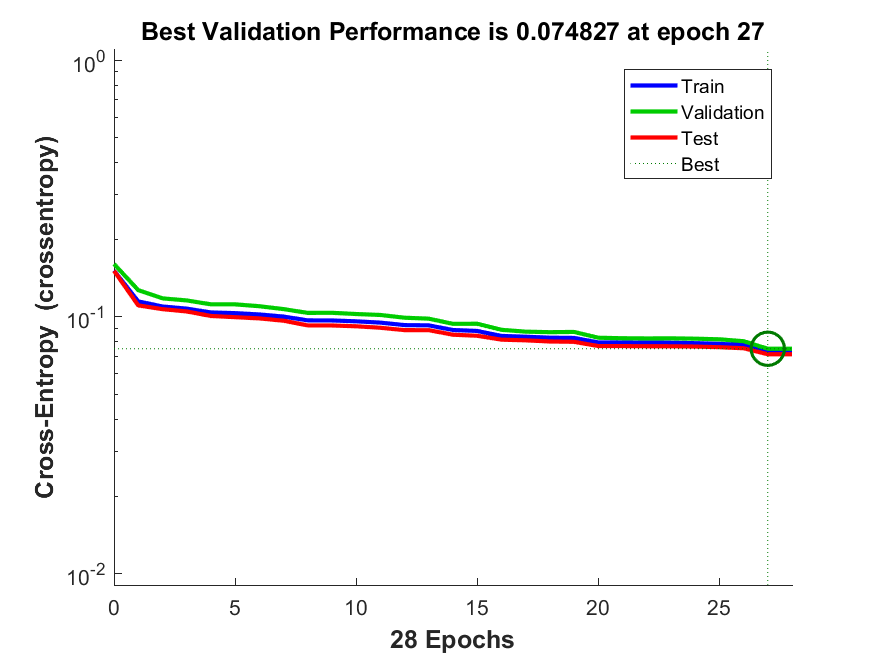 Best Validation Performance is 0.074827 at epoch 27
Cross-Entropy  (crossentropy)
10^0
10^-1
10^-2
Train
Validation
Test
Best
0 5 10 15 20 25
28 Epochs